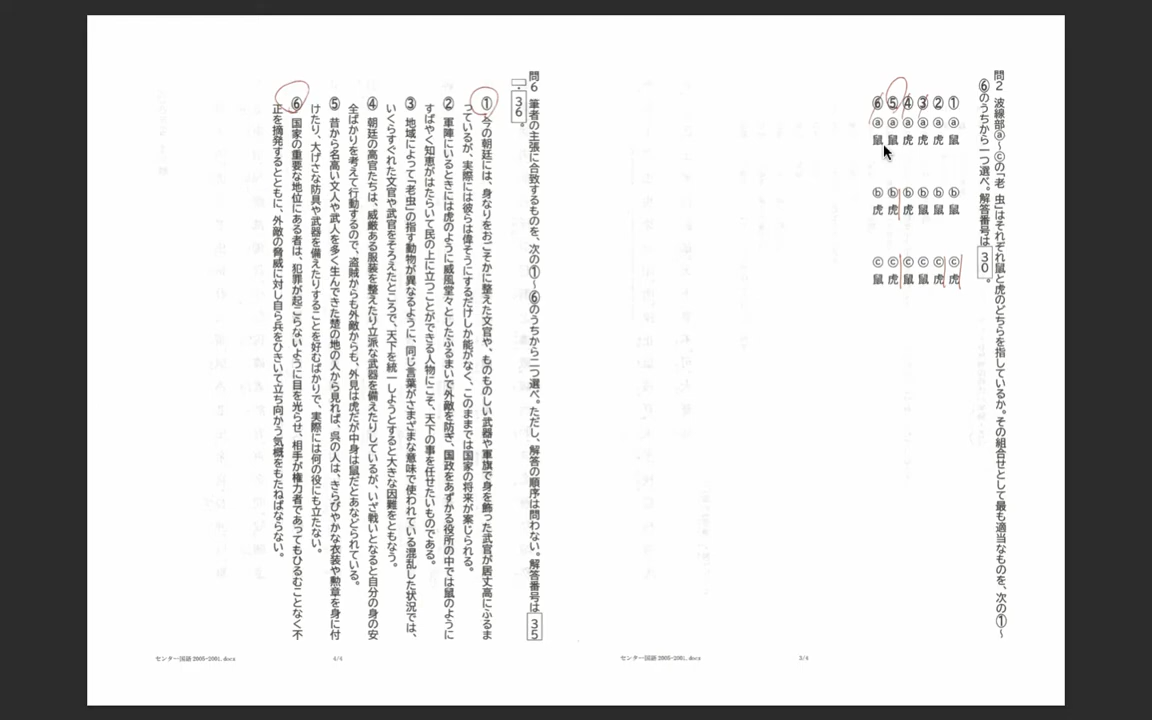 問2 波線部ⓐ～ⓒの「老 虫」はそれぞれ鼠と虎のどちらを指しているか。その組合せとして最も適当なものを、次の①～
⑥のうちから一つ選べ。解答番号は30。
① ⓐ 鼠 ⓑ 鼠 ⓒ 虎
② ⓐ 虎 ⓑ 鼠 ⓒ 虎
③ ⓐ 虎 ⓑ 鼠 ⓒ 鼠
④ ⓐ 虎 ⓑ 虎 ⓒ 鼠
⑤ ⓐ 鼠 ⓑ 虎 ⓒ 虎
⑥ ⓐ 鼠 ⓑ 虎 ⓒ 鼠
センター国語 2005-2001.docx
3/4
問6 筆者の主張に合致するものを、次の①～⑥のうちから二つ選べ。ただし、解答の順序は問わない。解答番号は35
・36。
① 今の朝廷には、身なりをおごそかに整えた文官や、ものものしい武器や軍旗で身を飾った武官が居丈高にふるま
っているが、実際には彼らは偉そうにするだけしか能がなく、このままでは国家の将来が案じられる。
② 軍陣にいるときには虎のように威風堂々としたふるまいで外敵を防ぎ、国政をあずかる役所の中では鼠のように
すばやく知恵がはたらいて民の上に立つことができる人物にこそ、天下の事を任せたいものである。
③ 地域によって「老虫」の指す動物が異なるように、同じ言葉がさまざまな意味で使われている混乱した状況では、
いくらすぐれた文官や武官をそろえたところで、天下を統一しようとすると大きな困難をともなう。
④ 朝廷の高官たちは、威厳ある服装を整えたり立派な武器を備えたりしているが、いざ戦いとなると自分の身の安
全ばかりを考えて行動するので、盗賊からも外敵からも、外見は虎だが中身は鼠だとあなどられている。
⑤ 昔から名高い文人や武人を多く生んできた楚の地の人から見れば、呉の人は、きらびやかな衣装や勲章を身に付
けたり、大げさな防具や武器を備えたりすることを好むばかりで、実際には何の役にも立たない。
⑥ 国家の重要な地位にある者は、犯罪が起こらないように目を光らせ、相手が権力者であってもひるむことなく不
正を摘発するとともに、外敵の脅威に対し自ら兵をひきいて立ち向かう気概をもたねばならない。
センター国語 2005-2001.docx
4/4